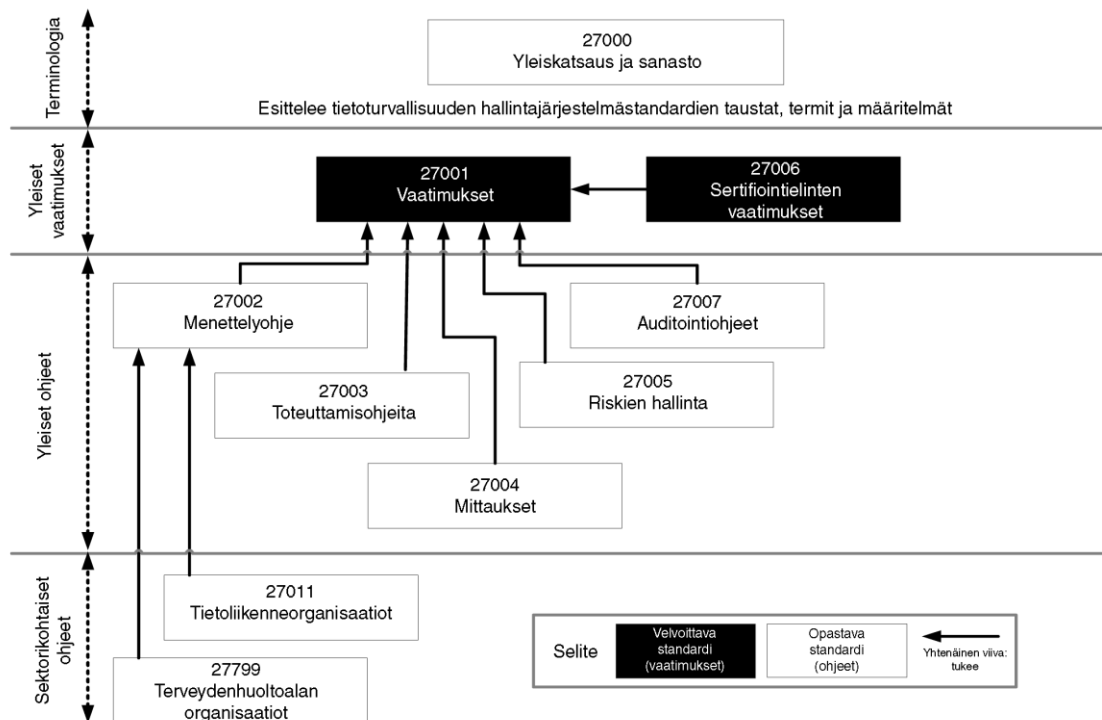 Terminologia
27000
Yleiskatsaus ja sanasto
Esittelee tietoturvallisuuden hallintajärjestelmästandardien taustat, termit ja määritelmät
Yleiset
vaatimukset
27001
Vaatimukset
27006
Sertifiointielinten
vaatimukset
Yleiset ohjeet
27002
Menettelyohje
27007
Auditointiohjeet
27003
Toteuttamisohjeita
27005
Riskien hallinta
27004
Mittaukset
Sektorikohtaiset
ohjeet
27011
Tietoliikenneorganisaatiot
27799
Terveydenhuoltoalan
organisaatiot
Selite
Velvoittava
standardi
(vaatimukset)
Opastava
standardi
(ohjeet)
Yhtenäinen viiva:
tukee